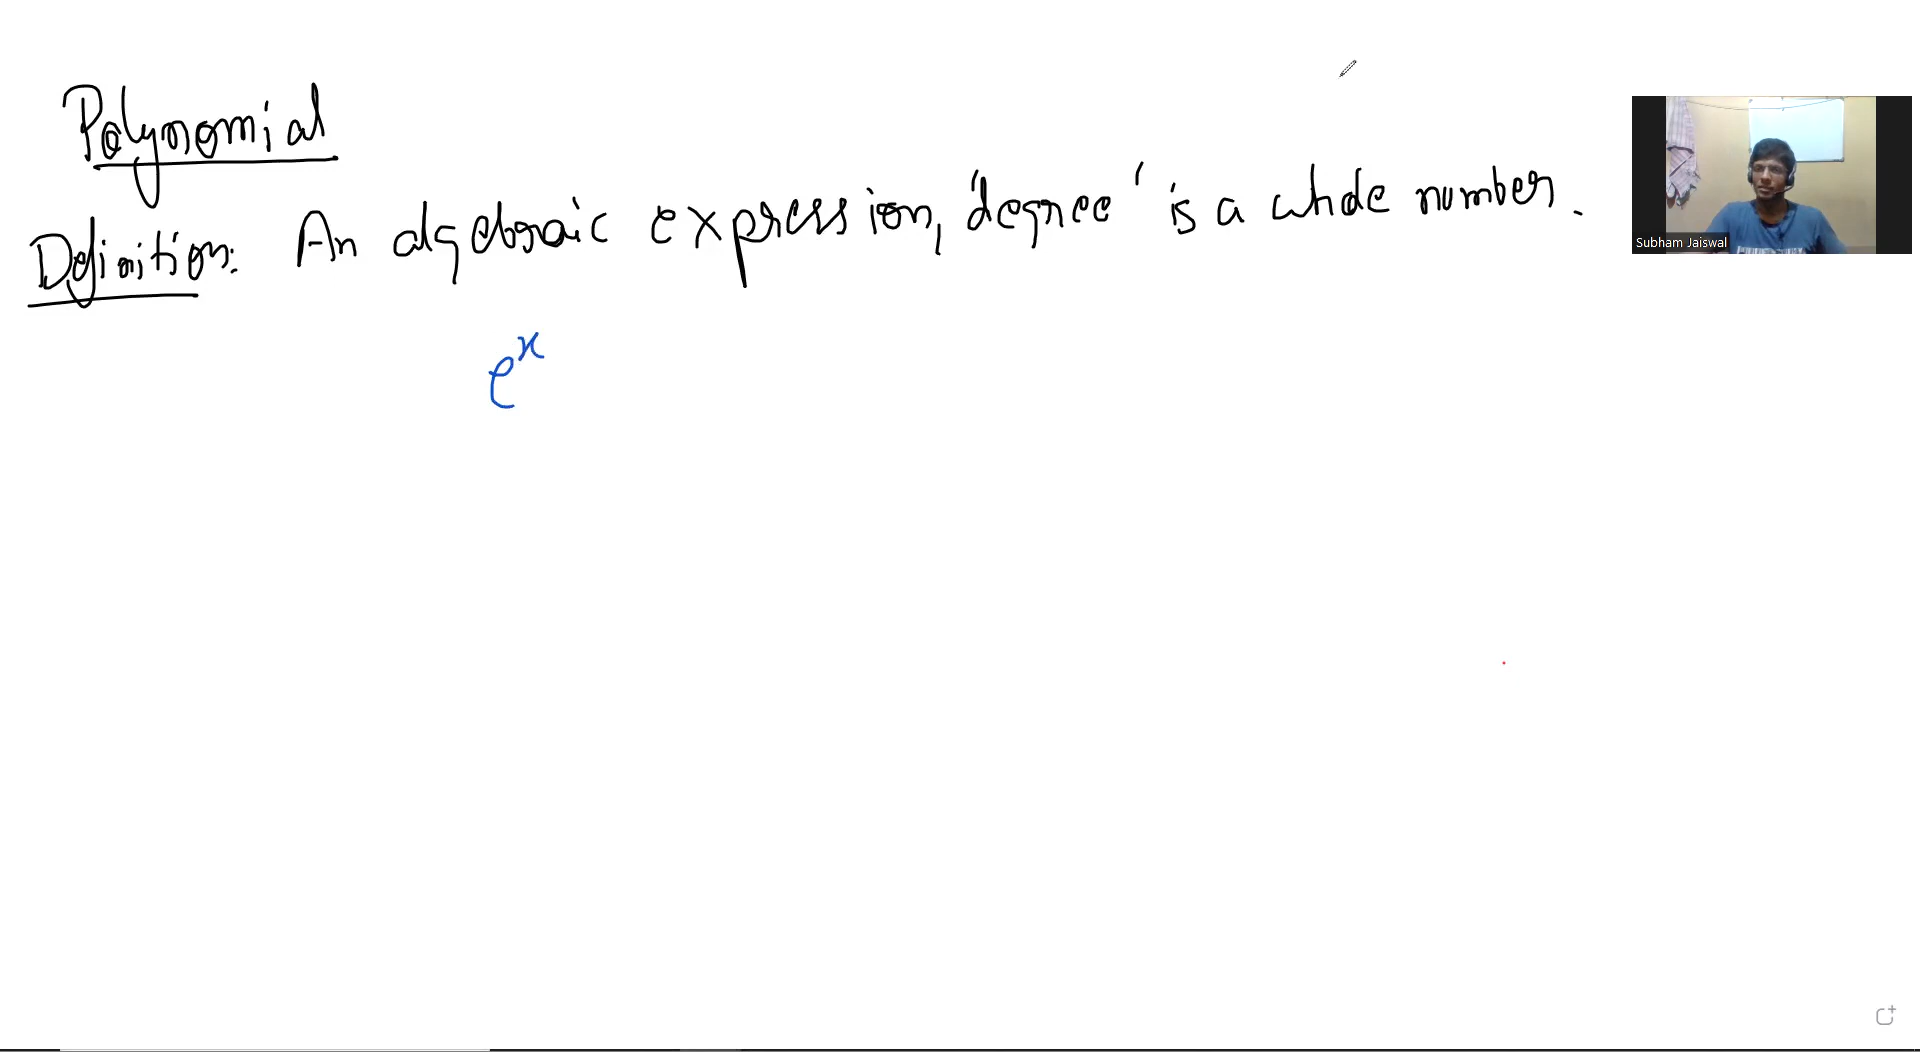 Polynomial
Definition: An algebraic expression, 'degree' is a whole number.
e^x
Subham Jaiswal